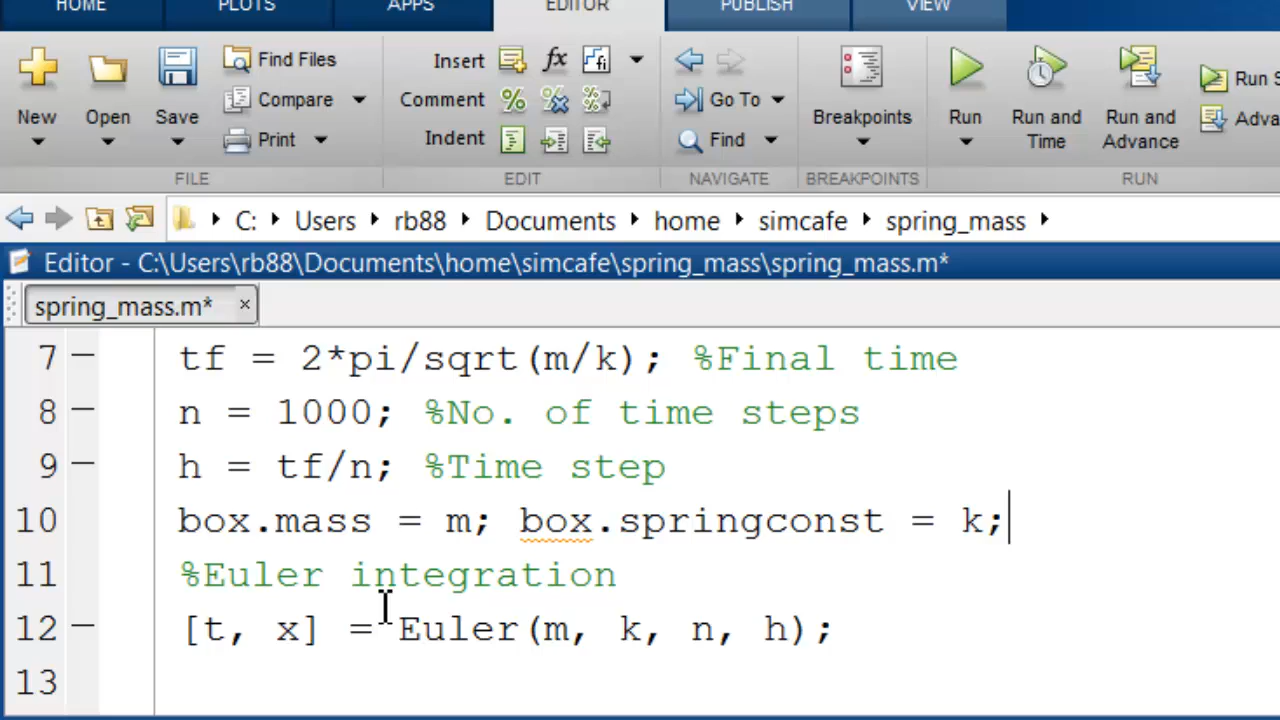 HOME PLOTS APPS EDITOR PUBLISH VIEW
Find Files Insert fx
New Open Save Compare Comment Go To Breakpoints Run Run and Time Run and Advance Run S
Print Indent Find Adva
FILE EDIT NAVIGATE BREAKPOINTS RUN
C: Users rb88 Documents home simcafe spring_mass
Editor - C:\Users\rb88\Documents\home\simcafe\spring_mass\spring_mass.m*
spring_mass.m* ×
7 – tf = 2*pi/sqrt(m/k); %Final time
8 – n = 1000; %No. of time steps
9 – h = tf/n; %Time step
10 box.mass = m; box.springconst = k;
11 %Euler integration
12 – [t, x] = Euler(m, k, n, h);
13